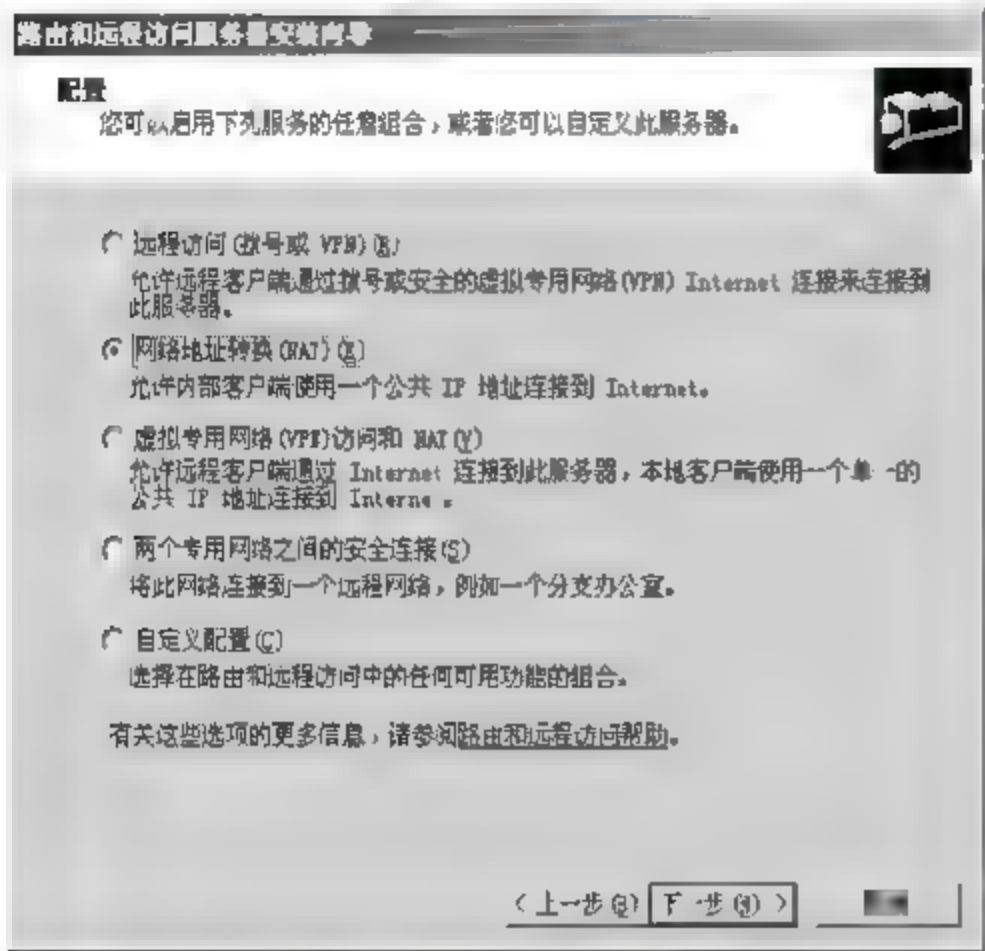 路由和远程访问服务器安装向导
配置
您可以启用下列服务的任意组合，或者您可以自定义此服务器。
远程访问(拨号或 VPN)(R)
允许远程客户端通过拨号或安全的虚拟专用网络(VPN) Internet 连接来连接到
此服务器。
网络地址转换(NAT)(E)
允许内部客户端使用一个公共 IP 地址连接到 Internet。
虚拟专用网络(VPN)访问和 NAT(V)
允许远程客户端通过 Internet 连接到此服务器，本地客户端使用一个单一的
公共 IP 地址连接到 Interne 。
两个专用网络之间的安全连接(S)
将此网络连接到一个远程网络，例如一个分支办公室。
自定义配置(C)
选择在路由和远程访问中的任何可用功能的组合。
有关这些选项的更多信息，请参阅路由和远程访问帮助。
<上一步(B) 下一步(N)>